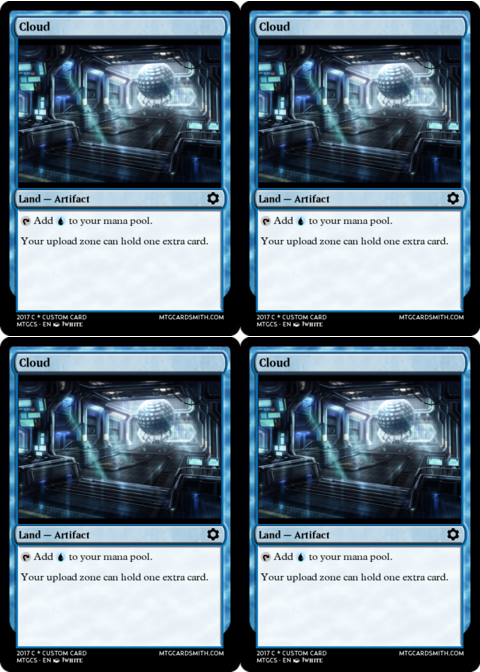 Cloud
Land — Artifact
Add to your mana pool.
Your upload zone can hold one extra card.
2017 C * CUSTOM CARD
MTGCS · EN JWHITE
MTGCARDSMITH.COM
Cloud
Land — Artifact
Add to your mana pool.
Your upload zone can hold one extra card.
2017 C * CUSTOM CARD
MTGCS · EN JWHITE
MTGCARDSMITH.COM
Cloud
Land — Artifact
Add to your mana pool.
Your upload zone can hold one extra card.
2017 C * CUSTOM CARD
MTGCS · EN JWHITE
MTGCARDSMITH.COM
Cloud
Land — Artifact
Add to your mana pool.
Your upload zone can hold one extra card.
2017 C * CUSTOM CARD
MTGCS · EN JWHITE
MTGCARDSMITH.COM